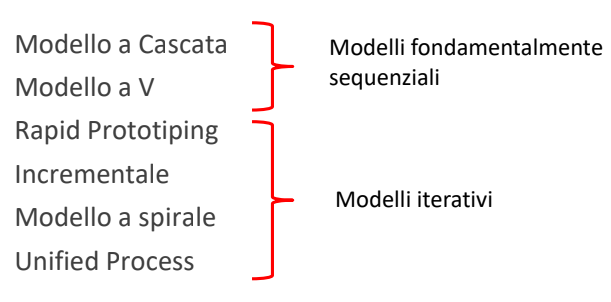 Modello a Cascata
Modello a V
Rapid Prototiping
Incrementale
Modello a spirale
Unified Process
Modelli fondamentalmente
sequenziali
Modelli iterativi